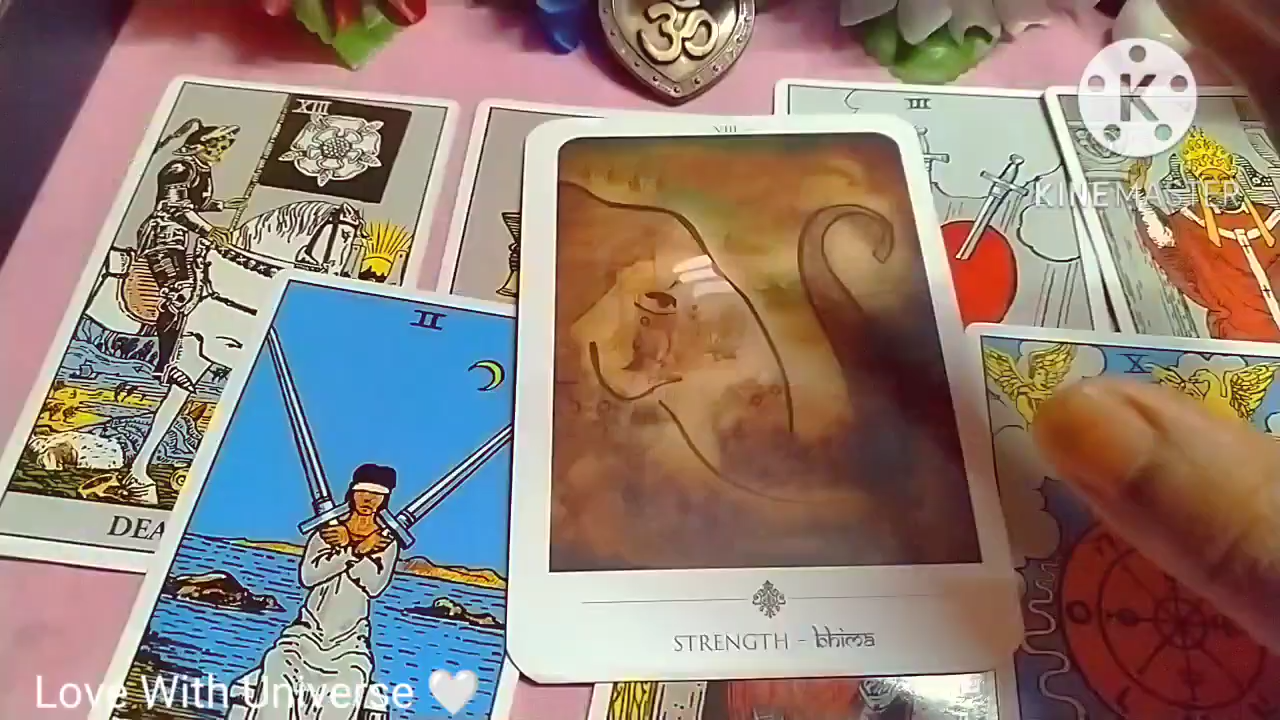 ॐ
XIII
III
VIII
K
KINEMASTER
II
X
DEA
STRENGTH - bhima
Love With Universe 🤍